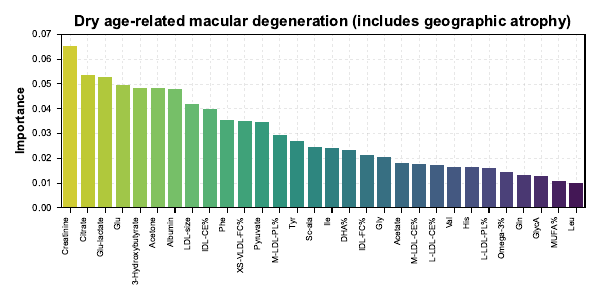 Dry age-related macular degeneration (includes geographic atrophy)
Importance
0.07
0.06
0.05
0.04
0.03
0.02
0.01
0.00
Creatinine
Citrate
Glu-lactate
Glu
3-Hydroxybutyrate
Acetone
Albumin
LDL-size
IDL-CE%
Phe
XS-VLDL-FC%
Pyruvate
M-LDL-PL%
Tyr
So-ala
Ile
DHA%
IDL-FC%
Gly
Acetate
M-LDL-CE%
L-LDL-CE%
Val
His
L-LDL-PL%
Omega-3%
Gln
GlycA
MUFA%
Leu